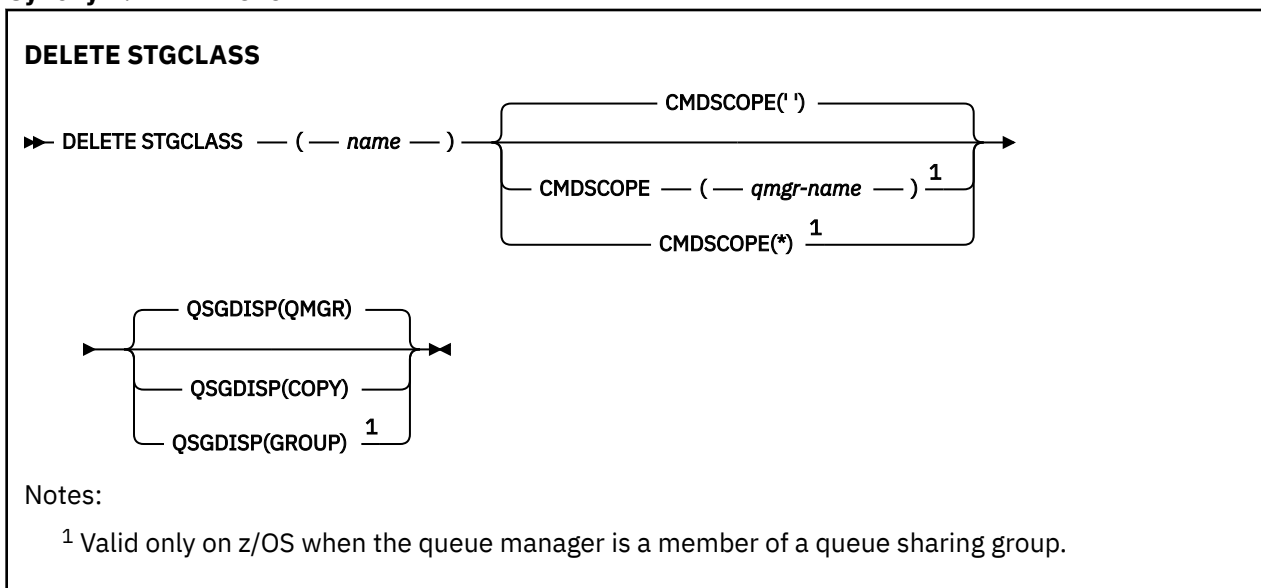 DELETE STGCLASS
CMDSCOPE(' ')
DELETE STGCLASS ( name )
CMDSCOPE ( qmgr-name ) 1
CMDSCOPE(*) 1
QSGDISP(QMGR)
QSGDISP(COPY)
QSGDISP(GROUP) 1
Notes:
1 Valid only on z/OS when the queue manager is a member of a queue sharing group.